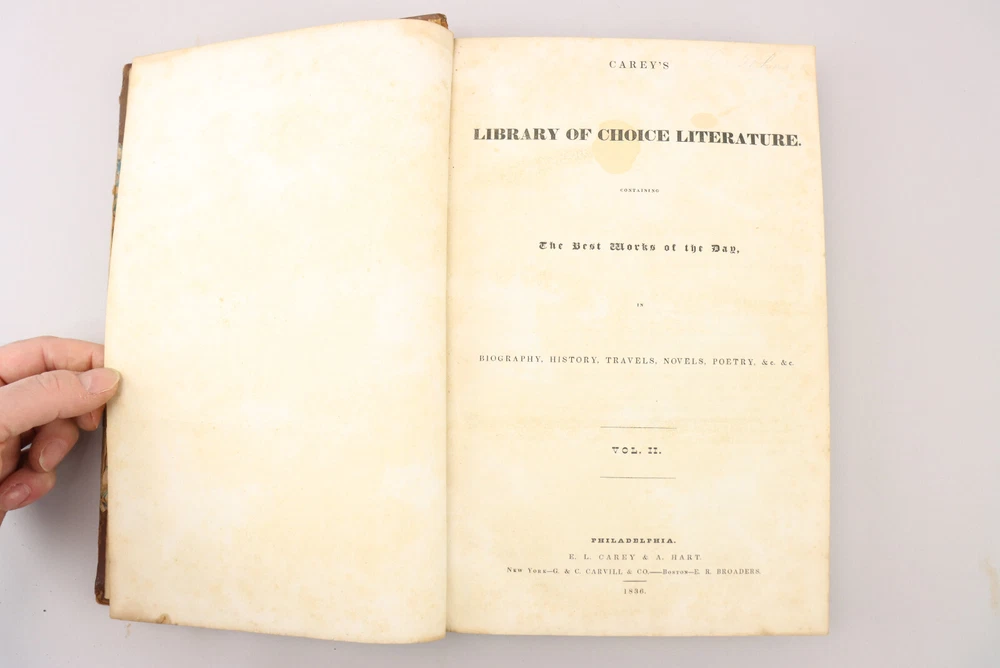 CAREY'S
LIBRARY OF CHOICE LITERATURE.
CONTAINING
The Best Works of the Day,
IN
BIOGRAPHY, HISTORY, TRAVELS, NOVELS, POETRY, &c. &c.
VOL. II.
PHILADELPHIA.
E. L. CAREY & A. HART.
NEW YORK—G. & C. CARVILL & CO.—BOSTON—E. R. BROADERS.
1836.